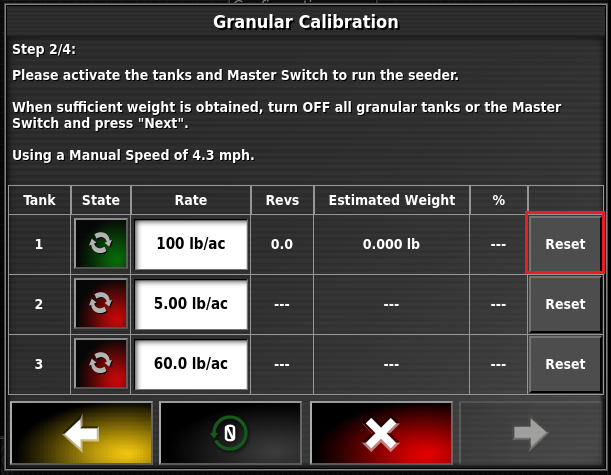 Granular Calibration
Step 2/4:
Please activate the tanks and Master Switch to run the seeder.
When sufficient weight is obtained, turn OFF all granular tanks or the Master
Switch and press "Next".
Using a Manual Speed of 4.3 mph.
Tank State Rate Revs Estimated Weight %
1 100 lb/ac 0.0 0.000 lb --- Reset
2 5.00 lb/ac --- --- --- Reset
3 60.0 lb/ac --- --- --- Reset
0